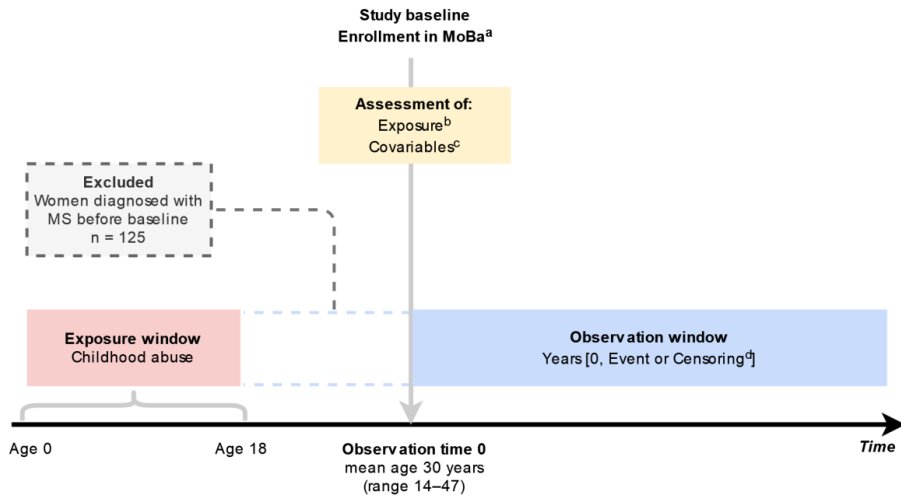 Study baseline
Enrollment in MoBaᵃ
Assessment of:
Exposureᵇ
Covariablesᶜ
Excluded
Women diagnosed with
MS before baseline
n = 125
Exposure window
Childhood abuse
Observation window
Years [0, Event or Censoringᵈ]
Age 0
Age 18
Observation time 0
mean age 30 years
(range 14–47)
Time